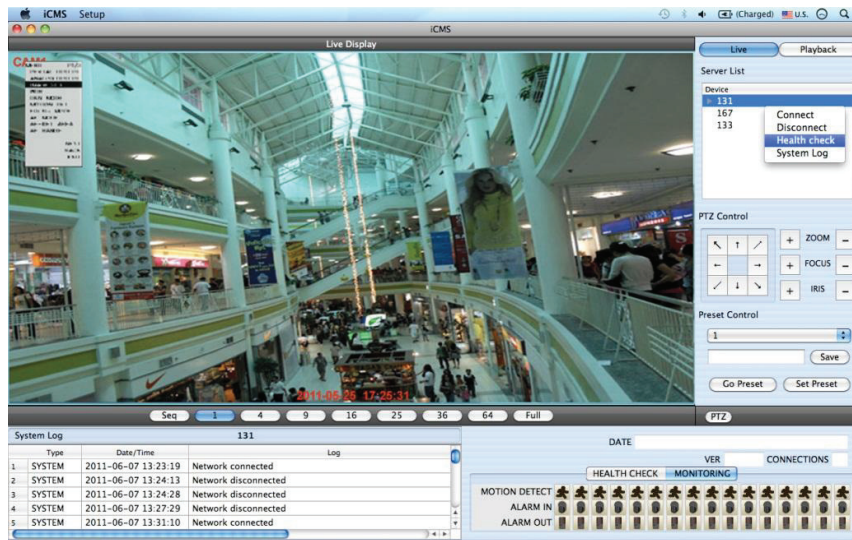 iCMS Setup (Charged) U.S.
iCMS
Live Display
Live Playback
Server List
Device
131
167
133
Connect
Disconnect
Health check
System Log
PTZ Control
+ ZOOM -
+ FOCUS -
+ IRIS -
Preset Control
1
Save
Go Preset Set Preset
2011-05-25 17:25:31
Seq 1 4 9 16 25 36 64 Full
PTZ
System Log 131
Type Date/Time Log
1 SYSTEM 2011-06-07 13:23:19 Network connected
2 SYSTEM 2011-06-07 13:24:13 Network disconnected
3 SYSTEM 2011-06-07 13:24:28 Network disconnected
4 SYSTEM 2011-06-07 13:27:29 Network connected
5 SYSTEM 2011-06-07 13:31:10 Network connected
DATE
VER CONNECTIONS
HEALTH CHECK MONITORING
MOTION DETECT
ALARM IN
ALARM OUT